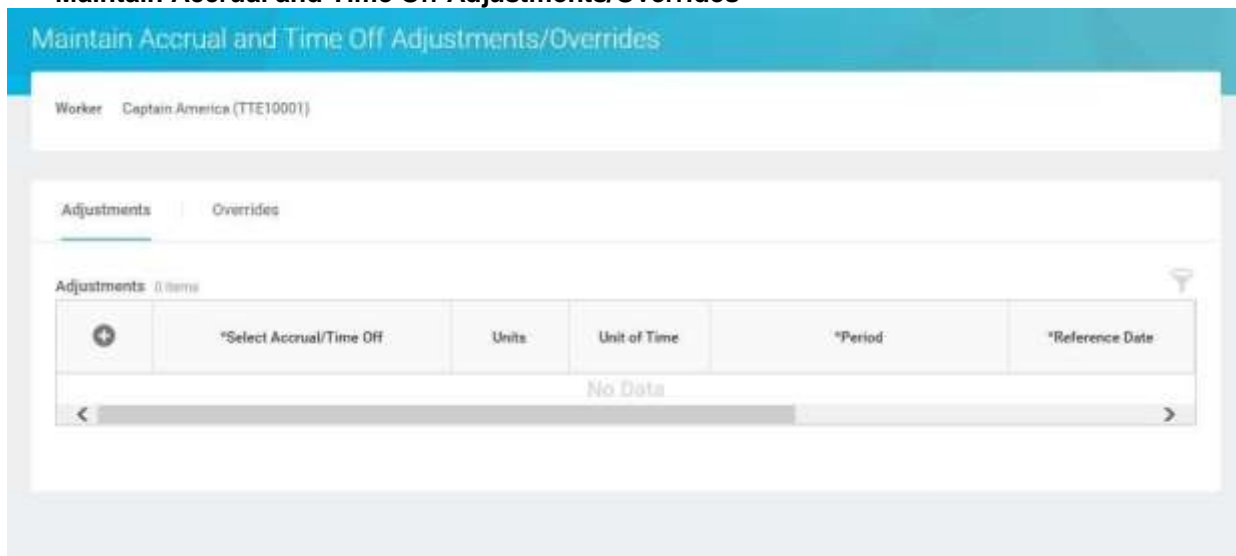 Maintain Accrual and Time Off Adjustments/Overrides
Maintain Accrual and Time Off Adjustments/Overrides
Worker Captain America (TTE10001)
Adjustments Overrides
Adjustments 0 items
*Select Accrual/Time Off Units Unit of Time *Period *Reference Date
No Data